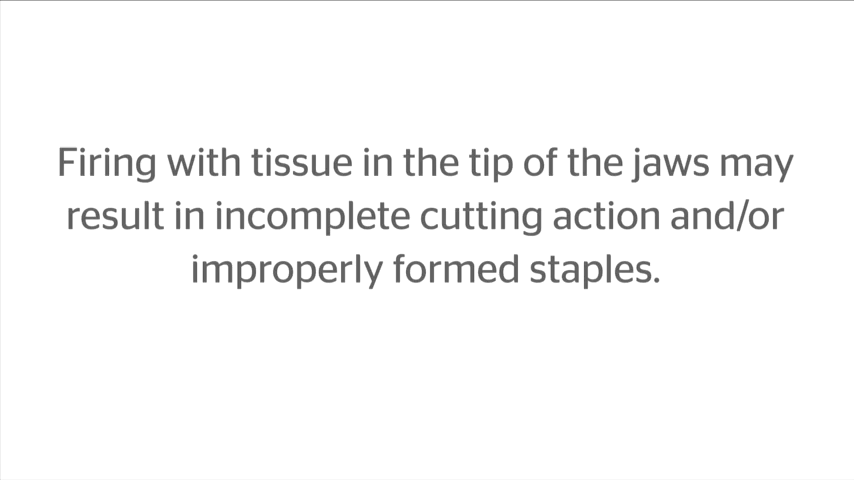 Firing with tissue in the tip of the jaws may
result in incomplete cutting action and/or
improperly formed staples.